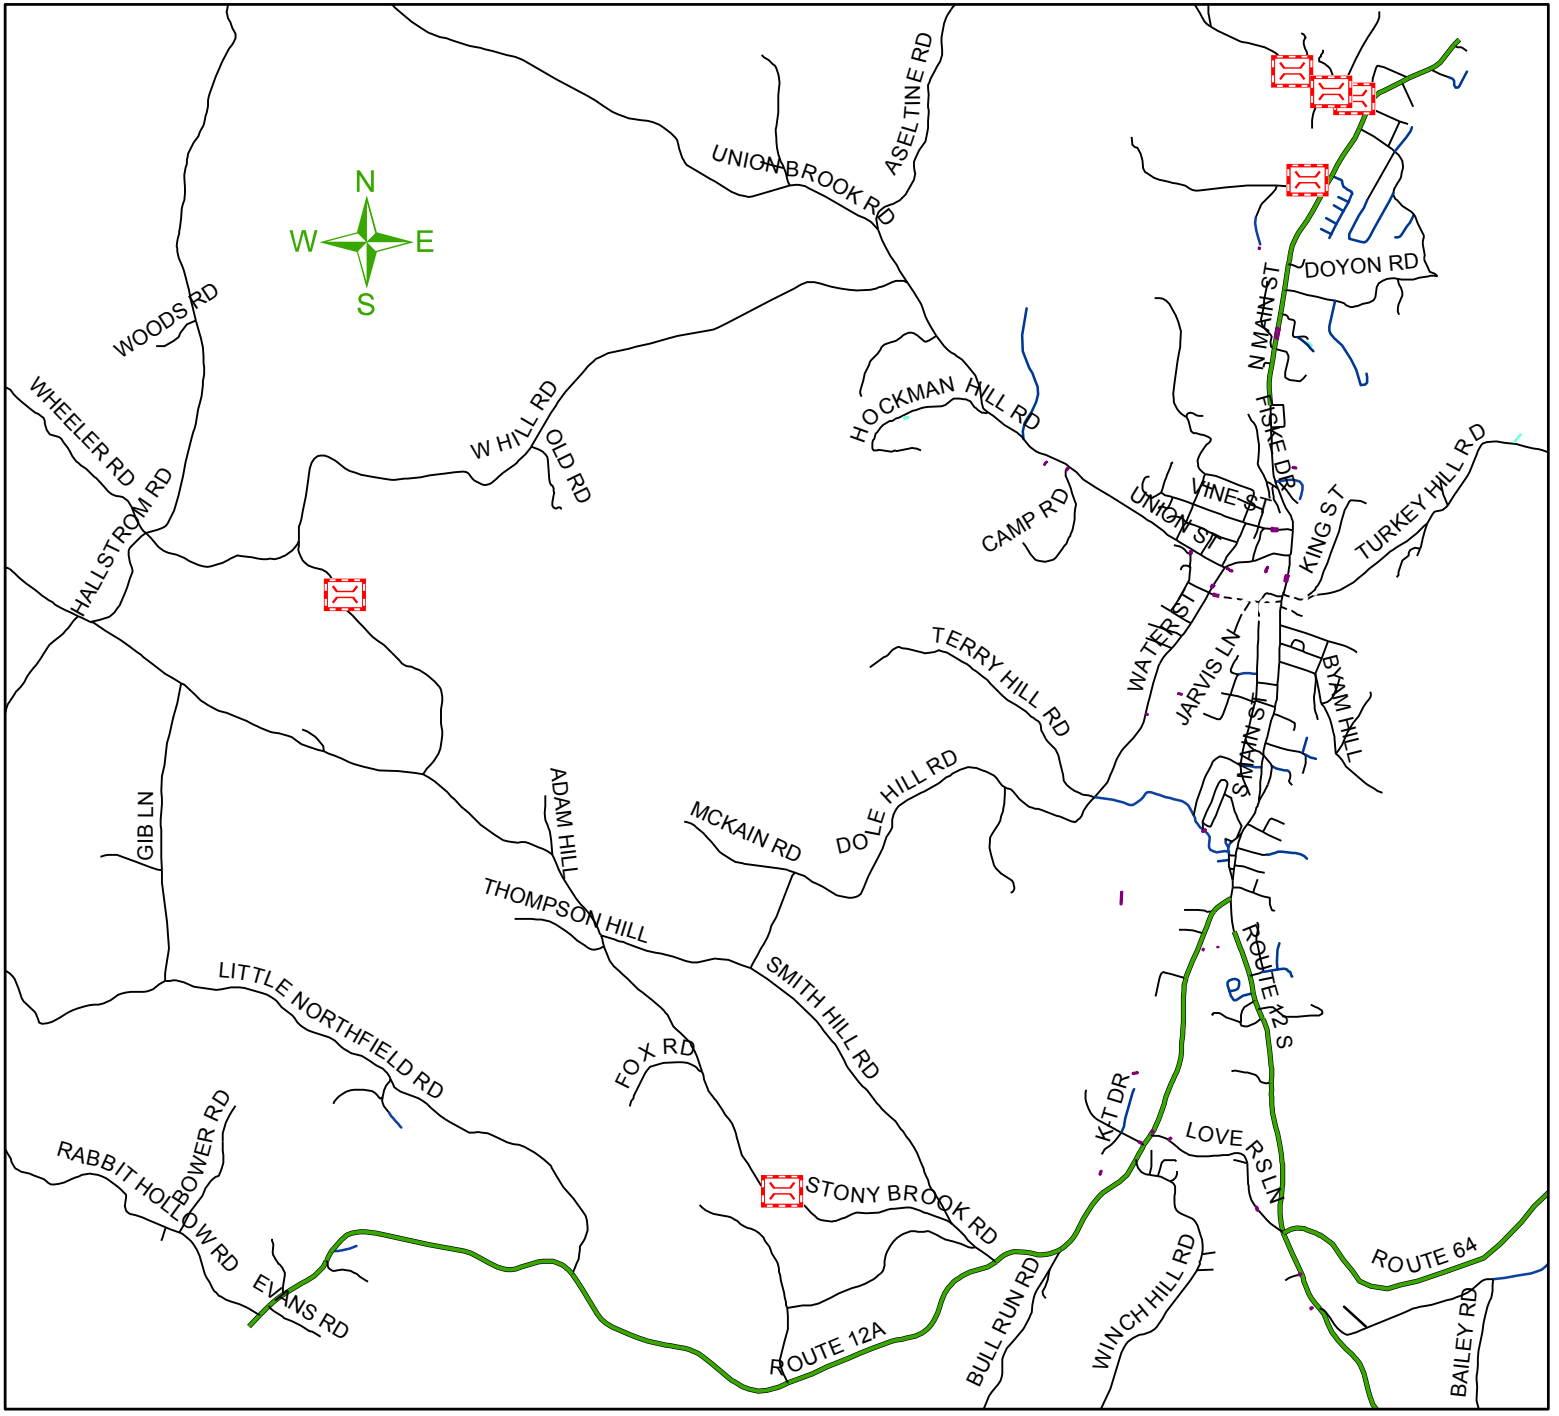 ASELTINE RD
UNION BROOK RD
N
W
E
S
DOYON RD
N MAIN ST
WOODS RD
WHEELER RD
W HILL RD
OLD RD
HOCKMAN HILL RD
FISKE DR
TURKEY HILL RD
HALLSTROM RD
CAMP RD
VINE ST
UNION ST
KING ST
WATER ST
TERRY HILL RD
JARVIS LN
BYAM HILL
S MAIN ST
GIB LN
ADAM HILL
MCKAIN RD
DOLE HILL RD
THOMPSON HILL
SMITH HILL RD
ROUTE 12 S
LITTLE NORTHFIELD RD
FOX RD
K-T DR
LOVERS LN
BOWER RD
RABBIT HOLLOW RD
STONY BROOK RD
EVANS RD
ROUTE 12A
BULL RUN RD
WINCH HILL RD
ROUTE 64
BAILEY RD